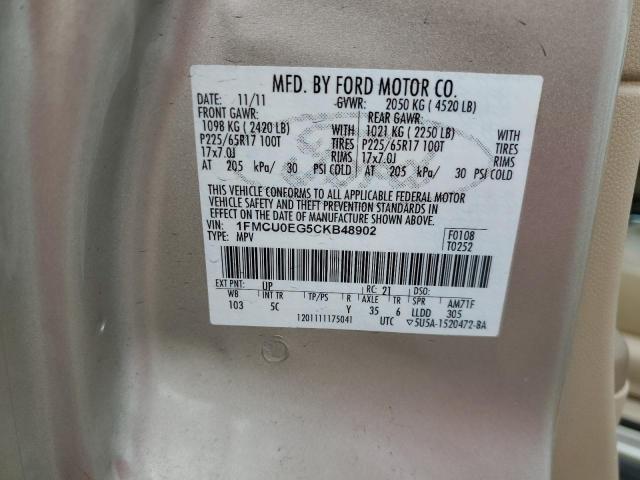 MFD. BY FORD MOTOR CO.
DATE: 11/11 GVWR: 2050 KG ( 4520 LB)
FRONT GAWR: REAR GAWR:
1098 KG ( 2420 LB) WITH 1021 KG ( 2250 LB) WITH
P225/65R17 100T TIRES P225/65R17 100T TIRES
17x7.0J RIMS 17x7.0J RIMS
AT 205 kPa/ 30 PSI COLD AT 205 kPa/ 30 PSI COLD
THIS VEHICLE CONFORMS TO ALL APPLICABLE FEDERAL MOTOR
VEHICLE SAFETY AND THEFT PREVENTION STANDARDS IN
EFFECT ON THE DATE OF MANUFACTURE SHOWN ABOVE.
VIN: 1FMCU0EG5CKB48902 F0108
TYPE: MPV T0252
EXT PNT: UP RC: 21 DSO:
WB INT TR TP/PS R AXLE TR SPR AM71F
103 5C Y 35 6 LLDD 305
1201111175041 UTC ▽5U5A-1520472-BA